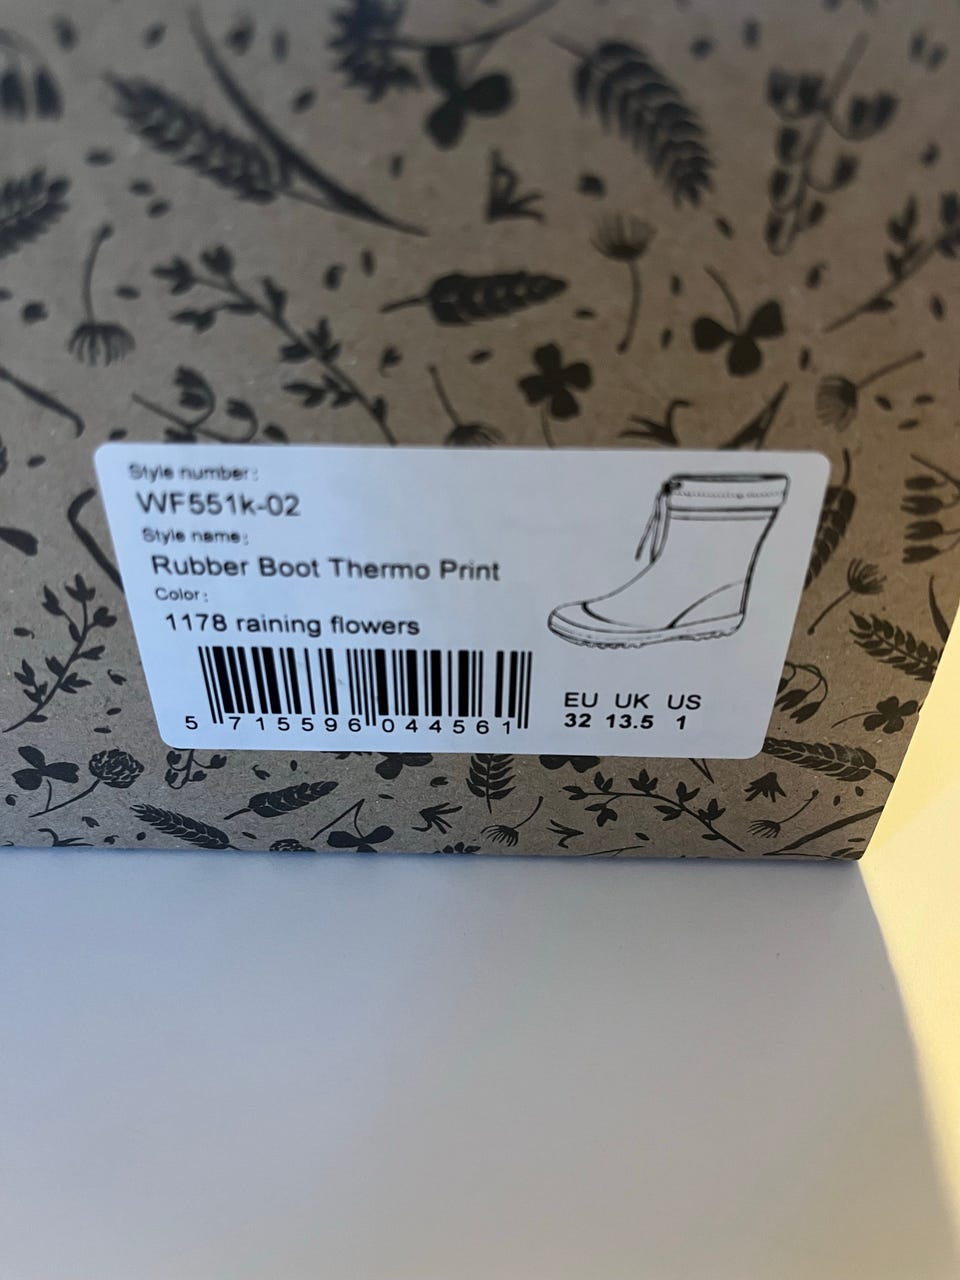 Style number:
WF551k-02
Style name:
Rubber Boot Thermo Print
Color:
1178 raining flowers
5 715596 044561
EU UK US
32 13.5 1